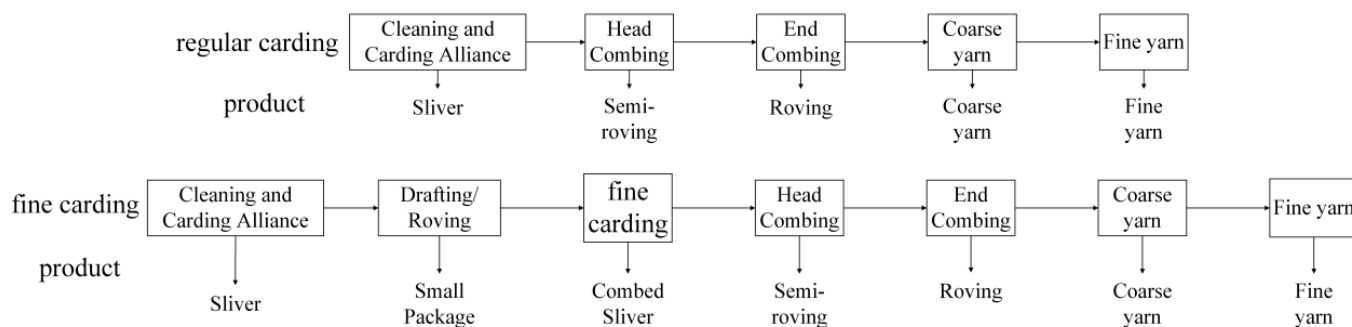 regular carding
Cleaning and
Carding Alliance
Head
Combing
End
Combing
Coarse
yarn
Fine yarn
product
Sliver
Semi-
roving
Roving
Coarse
yarn
Fine
yarn
fine carding
Cleaning and
Carding Alliance
Drafting/
Roving
fine
carding
Head
Combing
End
Combing
Coarse
yarn
Fine yarn
product
Sliver
Small
Package
Combed
Sliver
Semi-
roving
Roving
Coarse
yarn
Fine
yarn